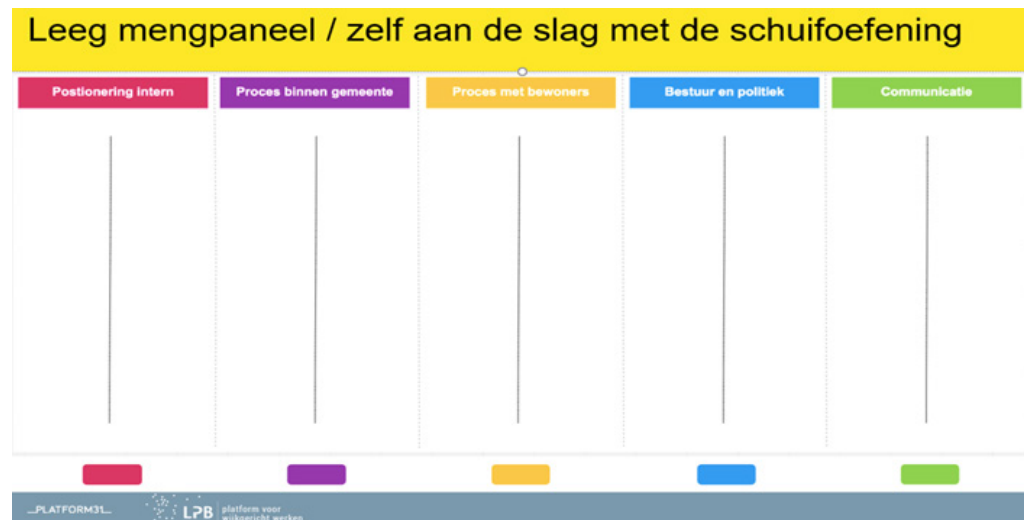 Leeg mengpaneel / zelf aan de slag met de schuifoefening
Postionering intern
Proces binnen gemeente
Proces met bewoners
Bestuur en politiek
Communicatie
_PLATFORM31_
LPB platform voor
wijkgericht werken